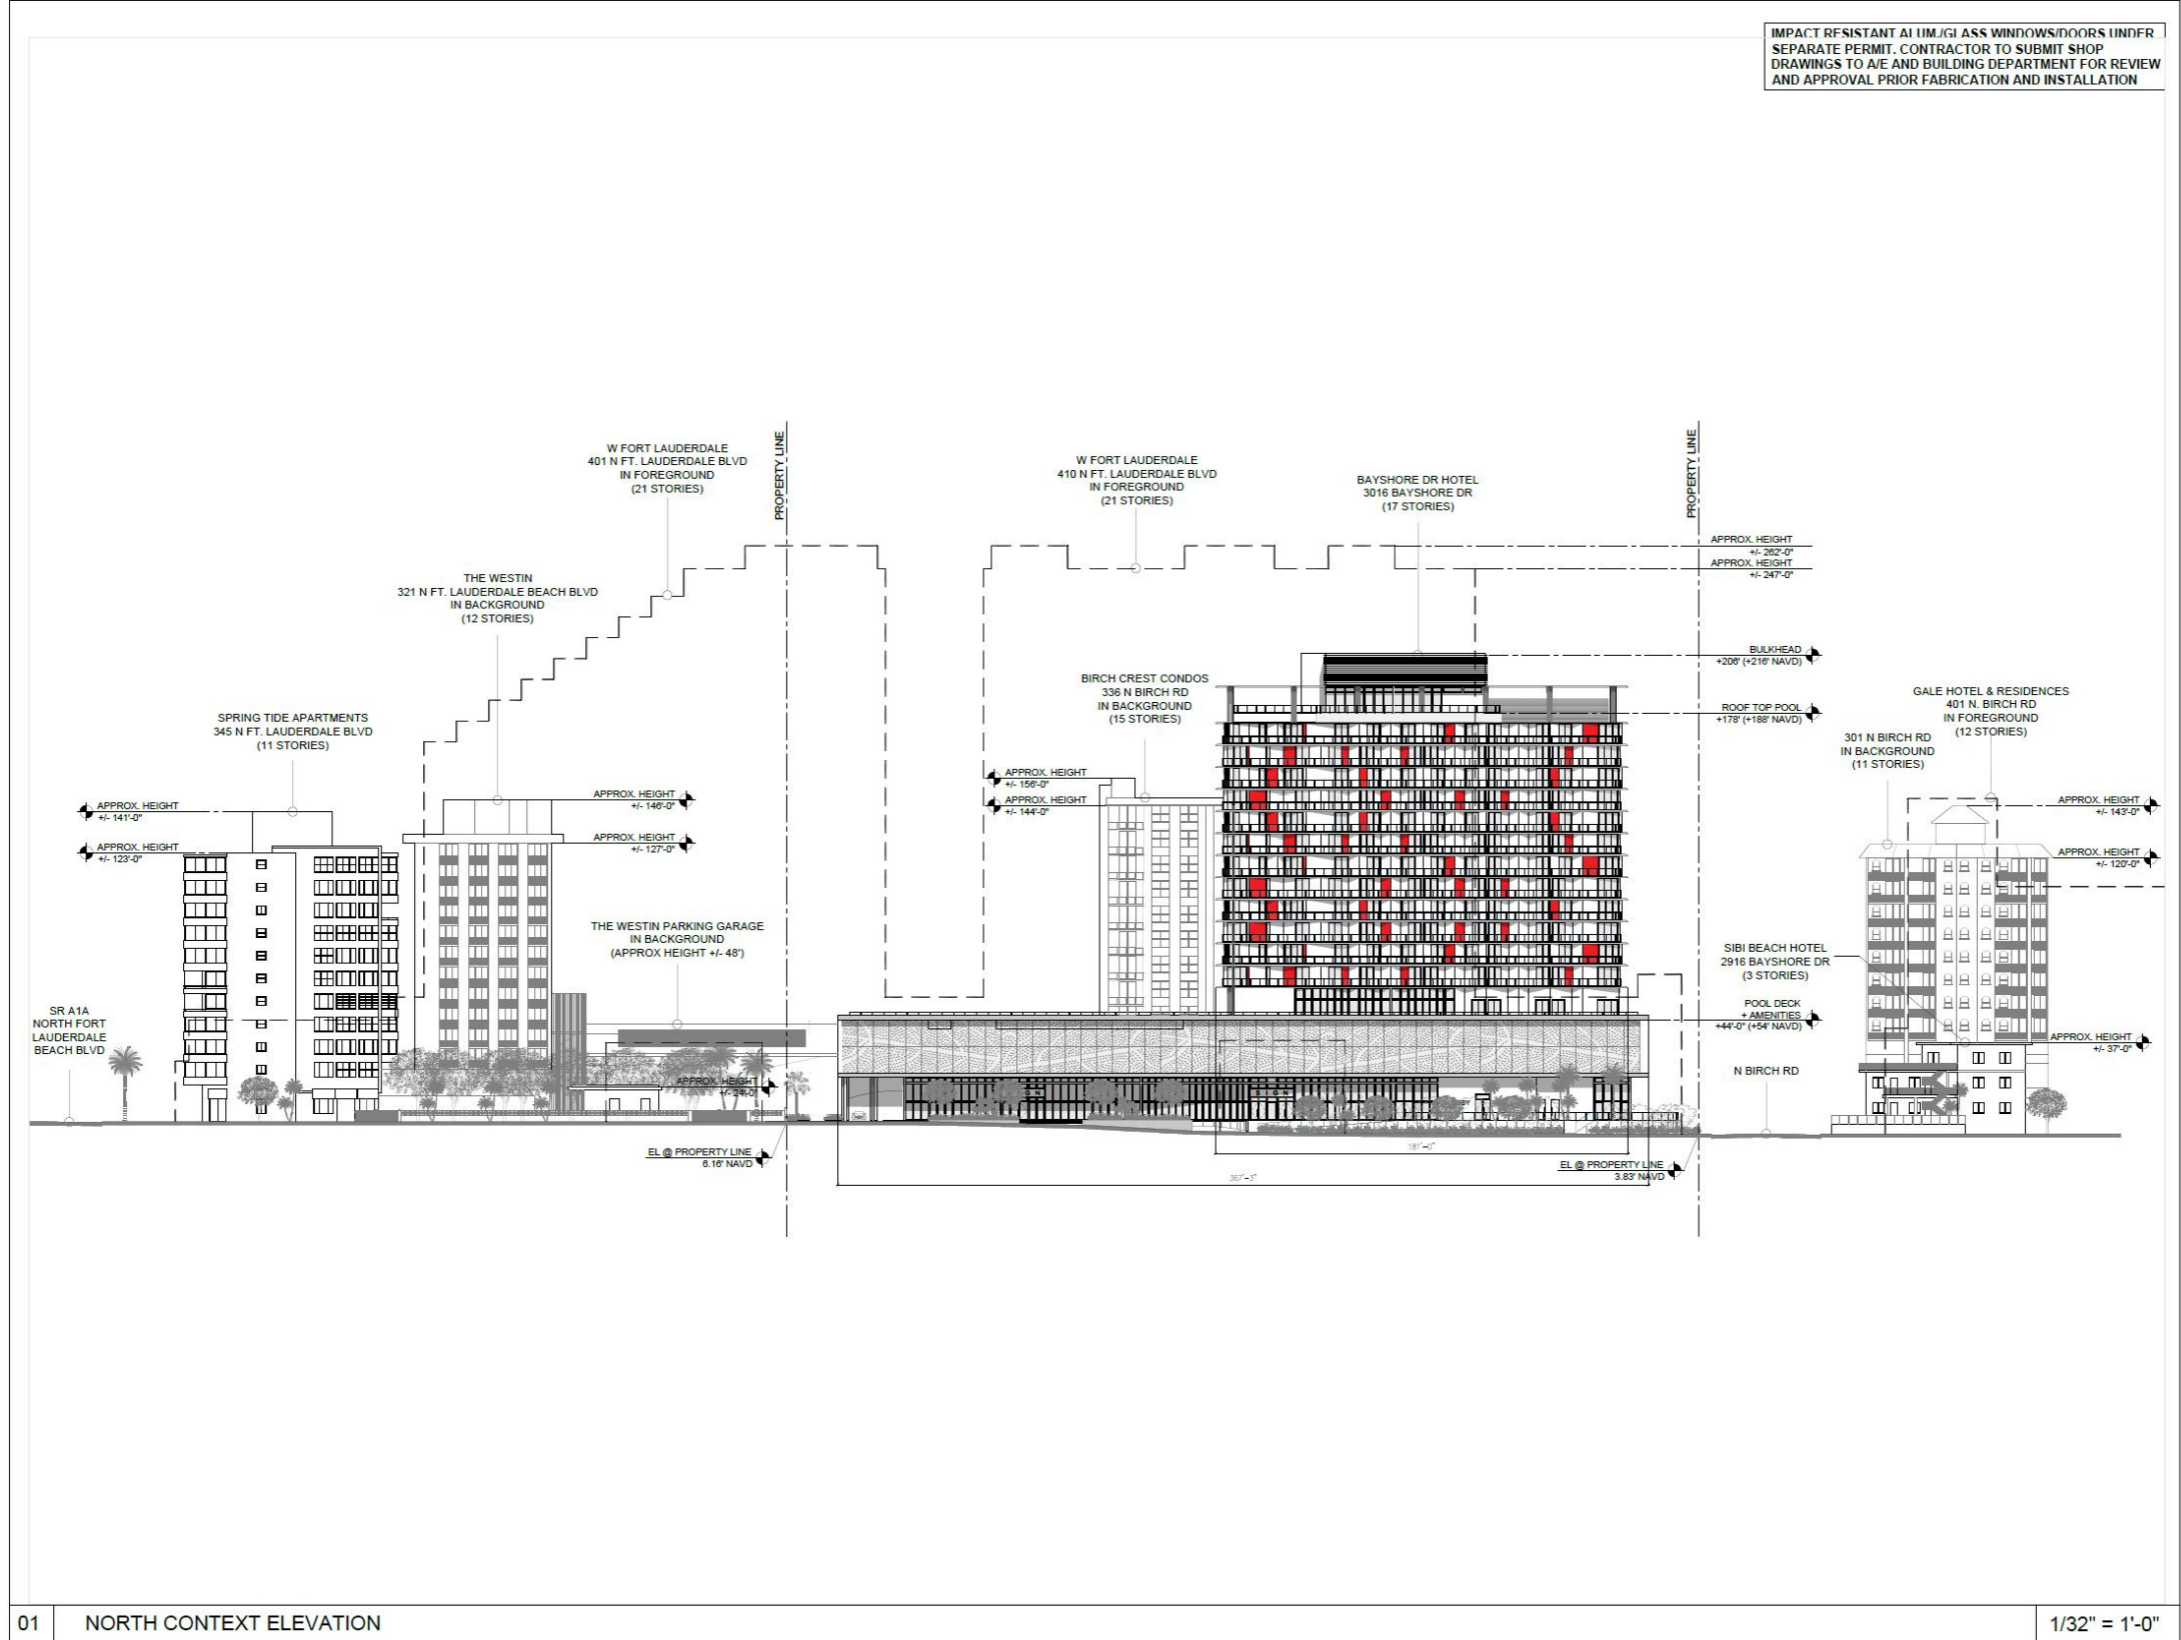 IMPACT RESISTANT ALUM./GLASS WINDOWS/DOORS UNDER
SEPARATE PERMIT. CONTRACTOR TO SUBMIT SHOP
DRAWINGS TO A/E AND BUILDING DEPARTMENT FOR REVIEW
AND APPROVAL PRIOR FABRICATION AND INSTALLATION
W FORT LAUDERDALE
401 N FT. LAUDERDALE BLVD
IN FOREGROUND
(21 STORIES)
PROPERTY LINE
W FORT LAUDERDALE
410 N FT. LAUDERDALE BLVD
IN FOREGROUND
(21 STORIES)
BAYSHORE DR HOTEL
3016 BAYSHORE DR
(17 STORIES)
PROPERTY LINE
APPROX. HEIGHT
+/- 262'-0"
APPROX. HEIGHT
+/- 247'-0"
THE WESTIN
321 N FT. LAUDERDALE BEACH BLVD
IN BACKGROUND
(12 STORIES)
BULKHEAD
+206' (+216' NAVD)
BIRCH CREST CONDOS
336 N BIRCH RD
IN BACKGROUND
(15 STORIES)
ROOF TOP POOL
+178' (+188' NAVD)
GALE HOTEL & RESIDENCES
401 N. BIRCH RD
IN FOREGROUND
(12 STORIES)
SPRING TIDE APARTMENTS
345 N FT. LAUDERDALE BLVD
(11 STORIES)
301 N BIRCH RD
IN BACKGROUND
(11 STORIES)
APPROX. HEIGHT
+/- 156'-0"
APPROX. HEIGHT
+/- 144'-0"
APPROX. HEIGHT
+/- 146'-0"
APPROX. HEIGHT
+/- 127'-0"
APPROX. HEIGHT
+/- 141'-0"
APPROX. HEIGHT
+/- 123'-0"
APPROX. HEIGHT
+/- 143'-0"
APPROX. HEIGHT
+/- 120'-0"
THE WESTIN PARKING GARAGE
IN BACKGROUND
(APPROX HEIGHT +/- 48')
SIBI BEACH HOTEL
2916 BAYSHORE DR
(3 STORIES)
POOL DECK
+ AMENITIES
+44'-0" (+54' NAVD)
SR A1A
NORTH FORT
LAUDERDALE
BEACH BLVD
APPROX. HEIGHT
+/- 37'-0"
N BIRCH RD
APPROX. HEIGHT
+/- 24'-0"
SIGN
EL @ PROPERTY LINE
6.16' NAVD
181'-0"
EL @ PROPERTY LINE
3.83' NAVD
367'-3"
01 NORTH CONTEXT ELEVATION
1/32" = 1'-0"